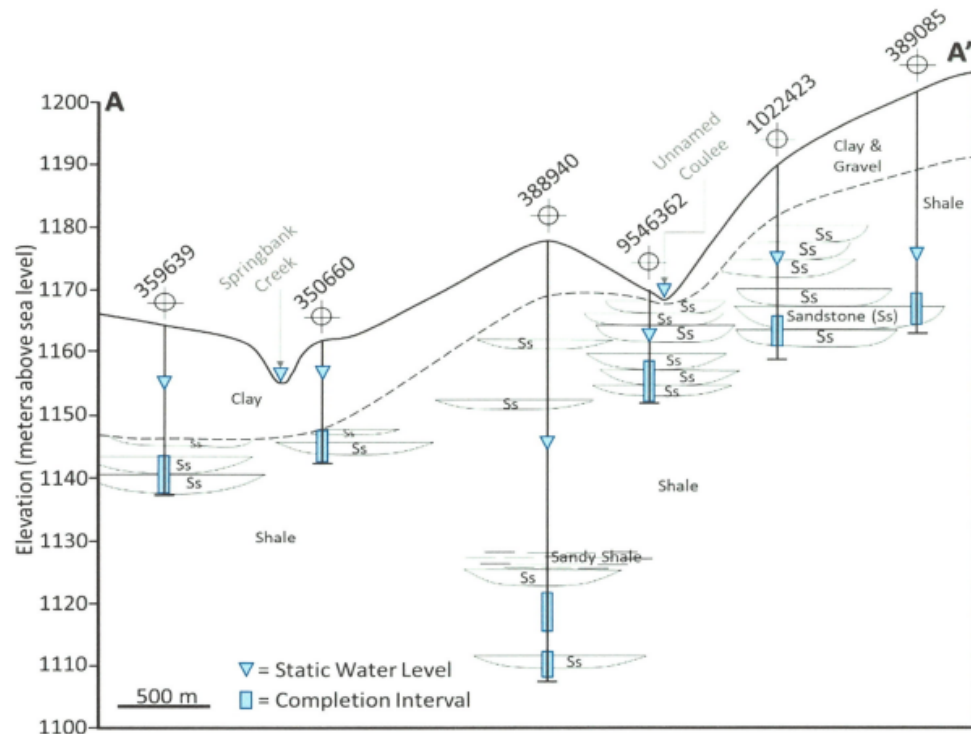 389085
A
A'
1022423
388940
Unnamed
Coulee
9546362
Springbank
Creek
359639
350660
Elevation (meters above sea level)
1200
1190
1180
1170
1160
1150
1140
1130
1120
1110
1100
Clay &
Gravel
Shale
Ss
Ss
Ss
Ss
Sandstone (Ss)
Ss
Ss
Ss
Ss
Ss
Ss
Ss
Ss
Ss
Clay
Ss
Ss
Ss
Ss
Ss
Shale
Shale
Sandy Shale
Ss
Ss
= Static Water Level
= Completion Interval
500 m